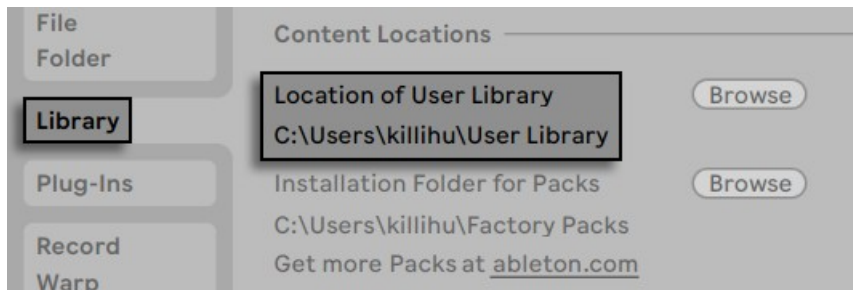 File
Folder
Library
Plug-Ins
Record
Warp
Content Locations
Location of User Library
Browse
C:\Users\killihu\User Library
Installation Folder for Packs
Browse
C:\Users\killihu\Factory Packs
Get more Packs at ableton.com